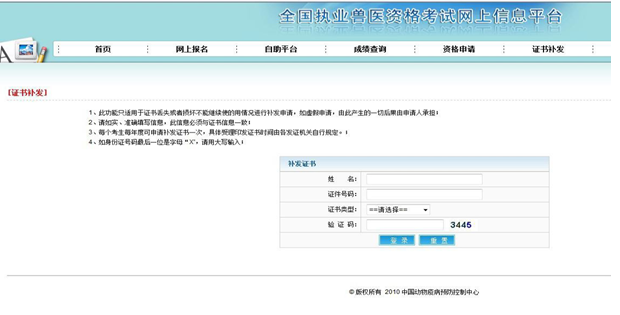 全国执业兽医资格考试网上信息平台
首页 网上报名 自助平台 成绩查询 资格申请 证书补发
[证书补发]
1、此功能只适用于证书丢失或者损坏不能继续使的用情况进行补发申请，如虚假申请，由此产生的一切后果由申请人承担！
2、请如实、准确填写信息，此信息必须与证书信息一致！
3、每个考生每年度可申请补发证书一次，具体受理印发证书时间由各发证机关自行规定。！
4、如身份证号码最后一位是字母“X”，请用大写输入！
补发证书
姓 名：
证件号码：
证书类型： ==请选择==
验 证 码： 3445
登 录 重 置
© 版权所有 2010 中国动物疫病预防控制中心